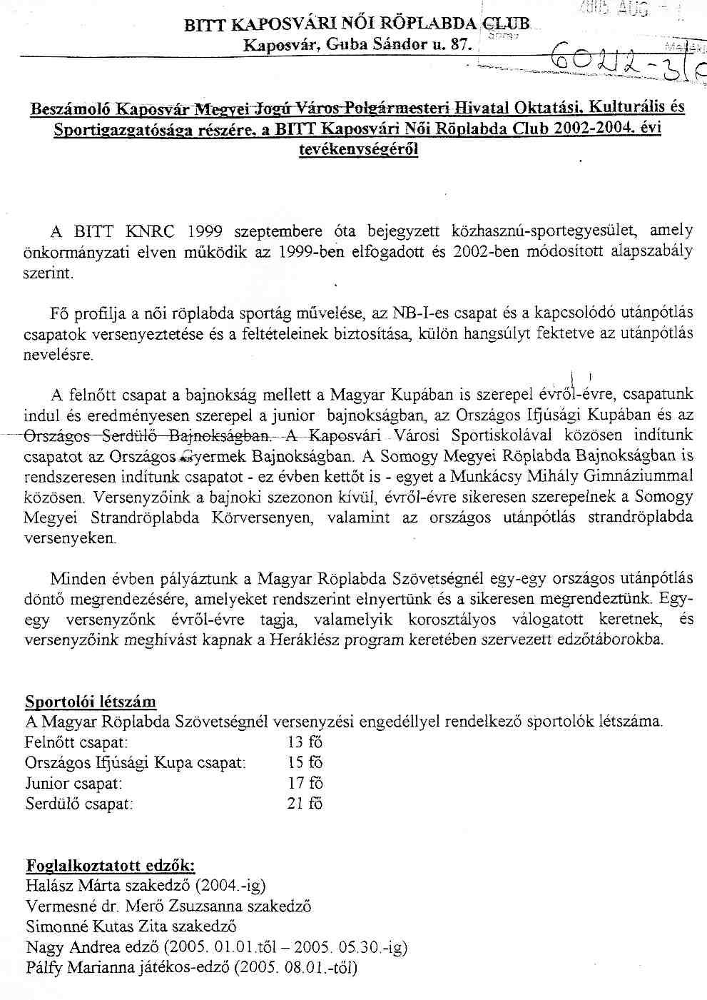 2005 AUG
BITT KAPOSVÁRI NŐI RÖPLABDA CLUB
Kaposvár, Guba Sándor u. 87.
60212-3/
Beszámoló Kaposvár Megyei Jogú Város Polgármesteri Hivatal Oktatási, Kulturális és
Sportigazgatósága részére, a BITT Kaposvári Női Röplabda Club 2002-2004. évi
tevékenységéről
A BITT KNRC 1999 szeptembere óta bejegyzett közhasznú-sportegyesület, amely
önkormányzati elven működik az 1999-ben elfogadott és 2002-ben módosított alapszabály
szerint.
Fő profilja a női röplabda sportág művelése, az NB-I-es csapat és a kapcsolódó utánpótlás
csapatok versenyeztetése és a feltételeinek biztosítása, külön hangsúlyt fektetve az utánpótlás
nevelésre.
A felnőtt csapat a bajnokság mellett a Magyar Kupában is szerepel évről-évre, csapatunk
indul és eredményesen szerepel a junior bajnokságban, az Országos Ifjúsági Kupában és az
Országos Serdülő Bajnokságban. A Kaposvári Városi Sportiskolával közösen indítunk
csapatot az Országos Gyermek Bajnokságban. A Somogy Megyei Röplabda Bajnokságban is
rendszeresen indítunk csapatot - ez évben kettőt is - egyet a Munkácsy Mihály Gimnáziummal
közösen. Versenyzőink a bajnoki szezonon kívül, évről-évre sikeresen szerepelnek a Somogy
Megyei Strandröplabda Körversenyen, valamint az országos utánpótlás strandröplabda
versenyeken.
Minden évben pályáztunk a Magyar Röplabda Szövetségnél egy-egy országos utánpótlás
döntő megrendezésére, amelyeket rendszerint elnyertünk és a sikeresen megrendeztünk. Egy-
egy versenyzőnk évről-évre tagja, valamelyik korosztályos válogatott keretnek, és
versenyzőink meghívást kapnak a Heráklész program keretében szervezett edzőtáborokba.
Sportolói létszám
A Magyar Röplabda Szövetségnél versenyzési engedéllyel rendelkező sportolók létszáma.
Felnőtt csapat: 13 fő
Országos Ifjúsági Kupa csapat: 15 fő
Junior csapat: 17 fő
Serdülő csapat: 21 fő
Foglalkoztatott edzők:
Halász Márta szakedző (2004.-ig)
Vermesné dr. Merő Zsuzsanna szakedző
Simonné Kutas Zita szakedző
Nagy Andrea edző (2005. 01.01.től – 2005. 05.30.-ig)
Pálfy Marianna játékos-edző (2005. 08.01.-től)